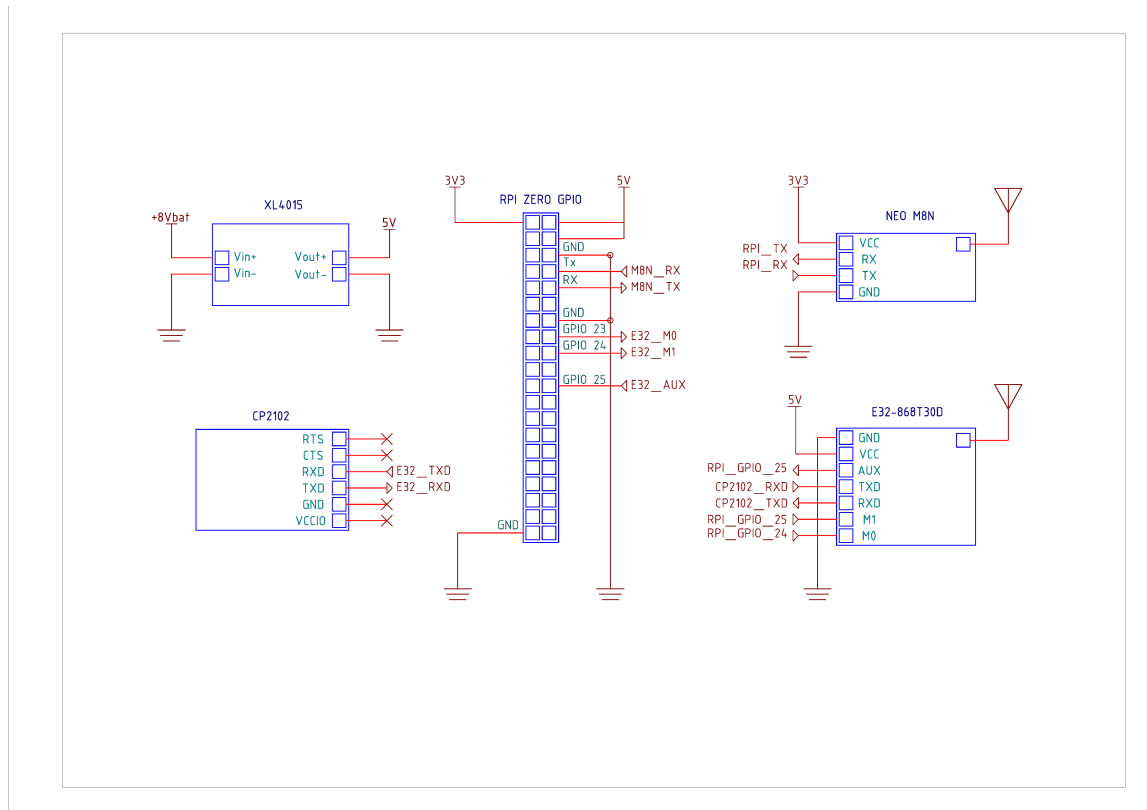 XL4015
+8Vbat
5V
Vin+
Vout+
Vin-
Vout-
CP2102
RTS
CTS
RXD
E32__TXD
TXD
E32__RXD
GND
VCCIO
3V3
5V
RPI ZERO GPIO
GND
Tx
M8N__RX
RX
M8N__TX
GND
GPIO 23
E32__M0
GPIO 24
E32__M1
GPIO 25
E32__AUX
GND
3V3
NEO M8N
VCC
RPI__TX
RX
RPI__RX
TX
GND
5V
E32-868T30D
GND
VCC
RPI__GPIO__25
AUX
CP2102__RXD
TXD
CP2102__TXD
RXD
RPI__GPIO__25
M1
RPI__GPIO__24
M0